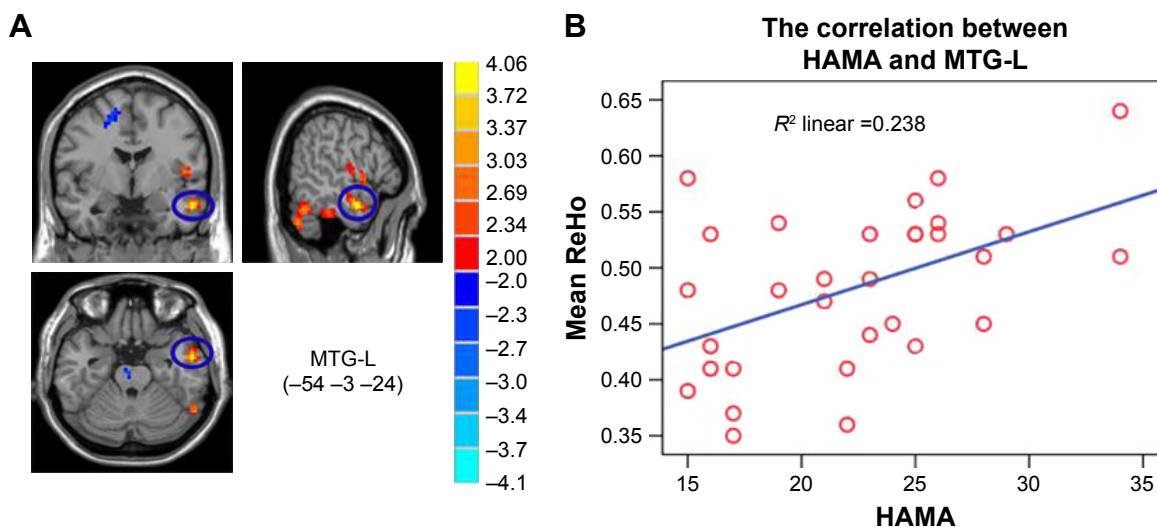 A
4.06
3.72
3.37
3.03
2.69
2.34
2.00
–2.0
–2.3
–2.7
–3.0
–3.4
–3.7
–4.1
MTG-L
(–54 –3 –24)
B
The correlation between
HAMA and MTG-L
R² linear =0.238
Mean ReHo
0.65
0.60
0.55
0.50
0.45
0.40
0.35
15 20 25 30 35
HAMA